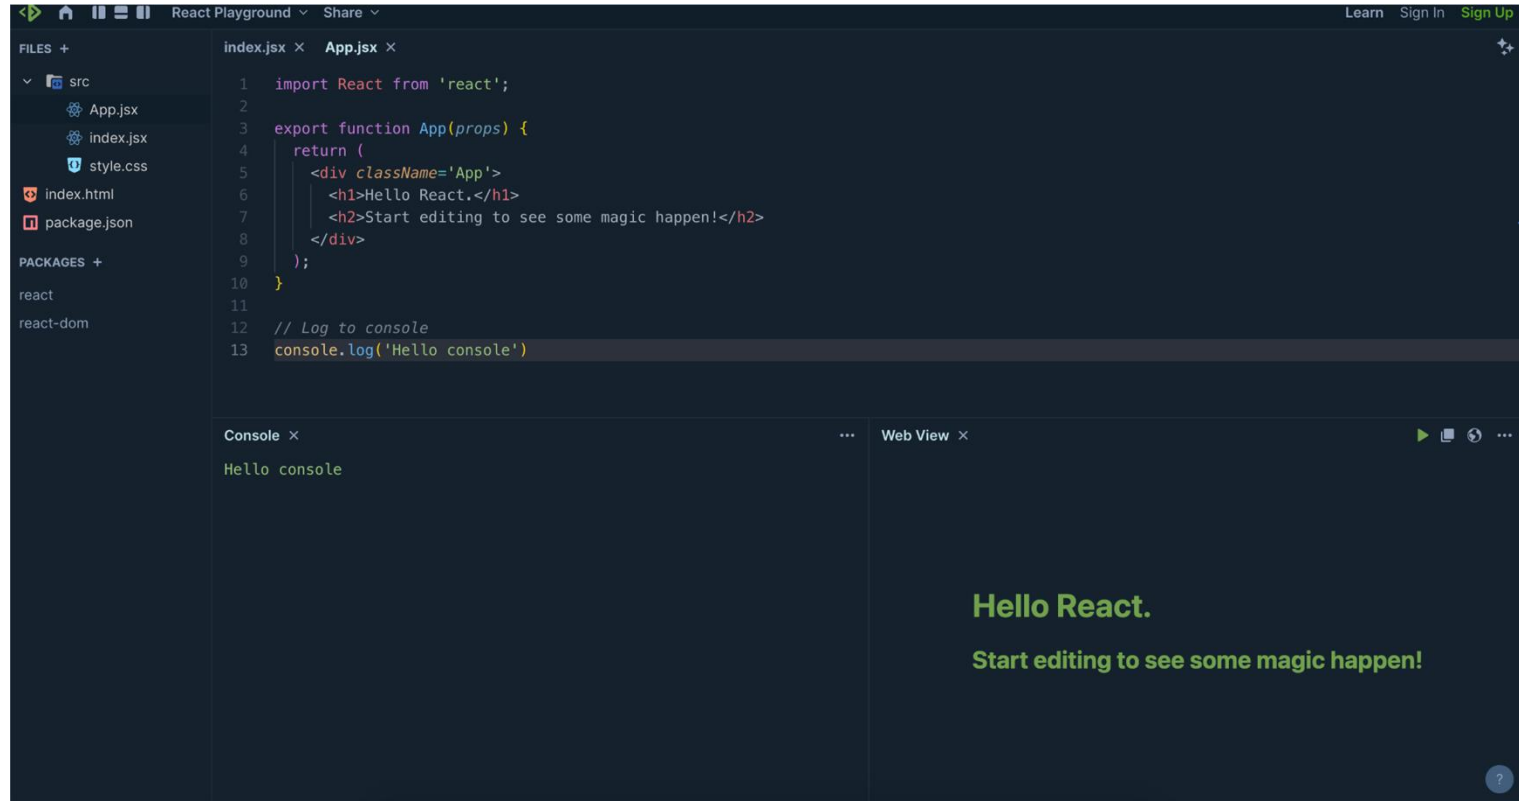 React Playground Share Learn Sign In Sign Up
FILES +
src
App.jsx
index.jsx
style.css
index.html
package.json
PACKAGES +
react
react-dom
index.jsx × App.jsx ×
1 import React from 'react';
2
3 export function App(props) {
4 return (
5 <div className='App'>
6 <h1>Hello React.</h1>
7 <h2>Start editing to see some magic happen!</h2>
8 </div>
9 );
10 }
11
12 // Log to console
13 console.log('Hello console')
Console × ...
Hello console
Web View × ...
Hello React.
Start editing to see some magic happen!
?